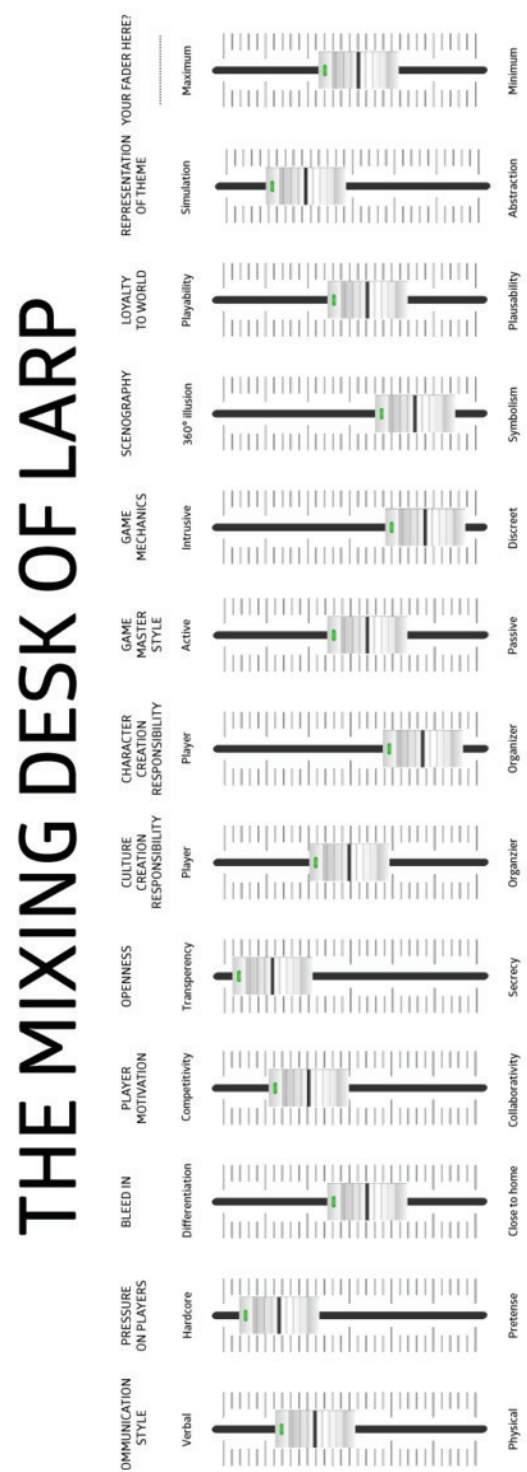 THE MIXING DESK OF LARP
OMMUNICATION
STYLE
Verbal
Physical
PRESSURE
ON PLAYERS
Hardcore
Pretense
BLEED IN
Differentiation
Close to home
PLAYER
MOTIVATION
Competitivity
Collaborativity
OPENNESS
Transperency
Secrecy
CULTURE
CREATION
RESPONSIBILITY
Player
Organzier
CHARACTER
CREATION
RESPONSIBILITY
Player
Organizer
GAME
MASTER
STYLE
Active
Passive
GAME
MECHANICS
Intrusive
Discreet
SCENOGRAPHY
360° illusion
Symbolism
LOYALTY
TO WORLD
Playability
Plausability
REPRESENTATION
OF THEME
Simulation
Abstraction
YOUR FADER HERE?
........................
Maximum
Minimum